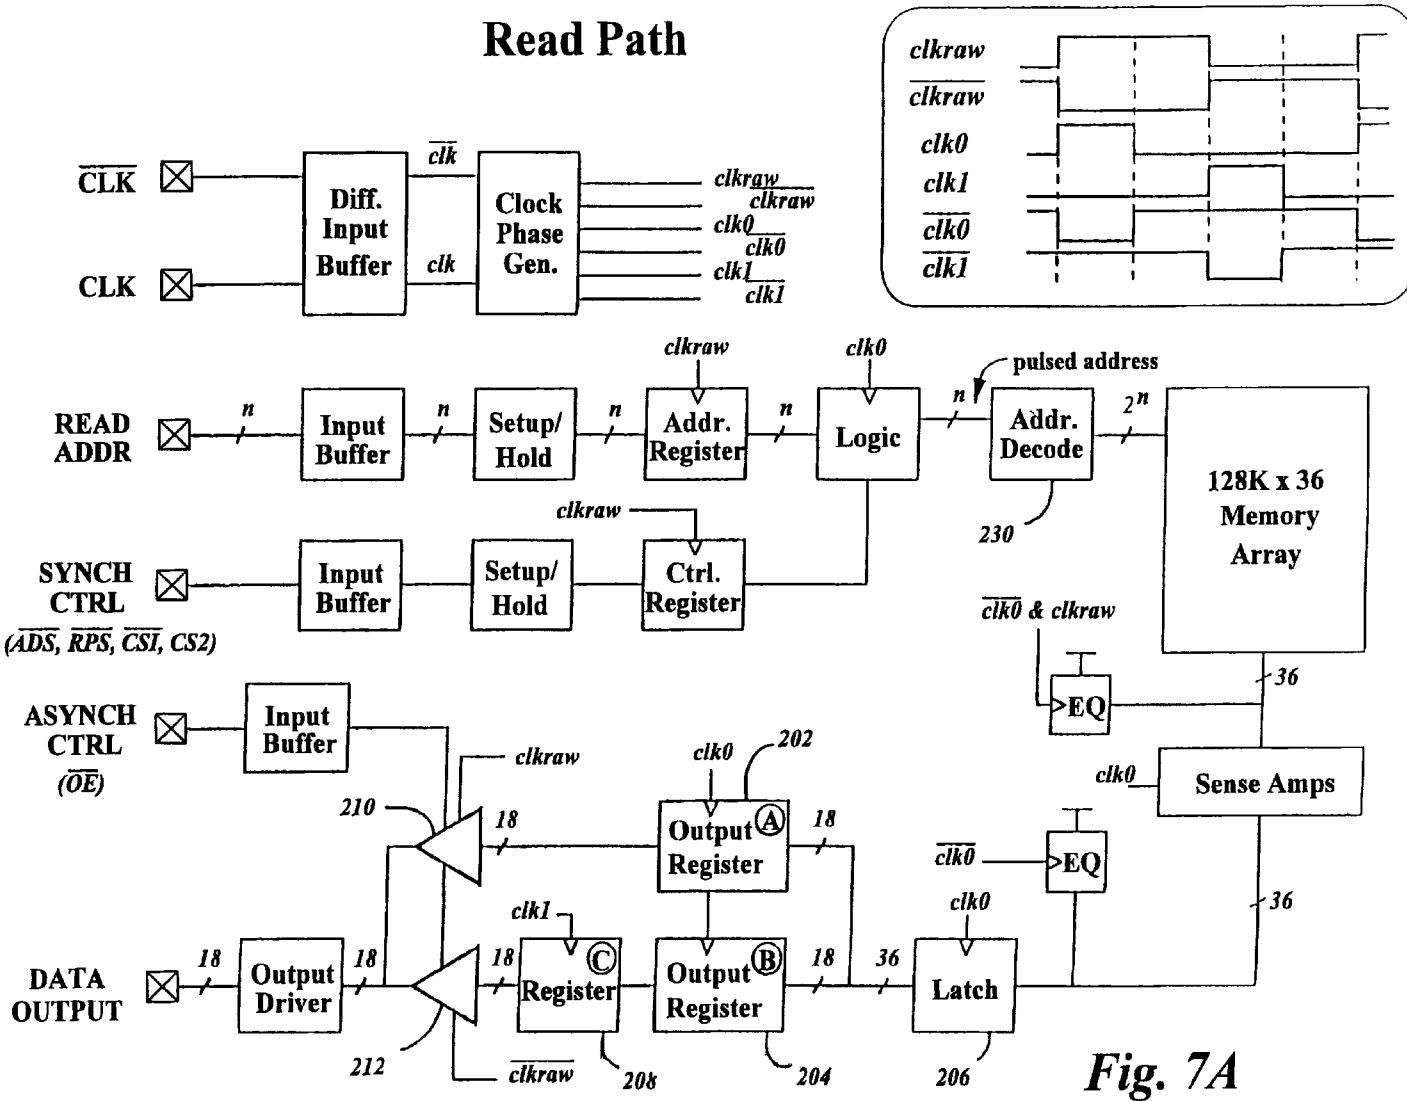 Read Path
clkraw
clkraw
clk0
clk1
clk0
clk1
CLK
CLK
Diff.
Input
Buffer
clk
clk
Clock
Phase
Gen.
clkraw
clkraw
clk0
clk0
clk1
clk1
READ
ADDR
n
Input
Buffer
n
Setup/
Hold
n
clkraw
Addr.
Register
n
clk0
Logic
n
pulsed address
Addr.
Decode
230
2n
128K x 36
Memory
Array
SYNCH
CTRL
(ADS, RPS, CSI, CS2)
Input
Buffer
Setup/
Hold
clkraw
Ctrl.
Register
clk0 & clkraw
EQ
36
ASYNCH
CTRL
(OE)
Input
Buffer
clkraw
210
18
clk0
202
Output A
Register
18
clk0
Sense Amps
clk0
EQ
36
DATA
OUTPUT
18
Output
Driver
18
212
clkraw
18
clk1
C
Register
208
Output B
Register
204
18
36
clk0
Latch
206
Fig. 7A